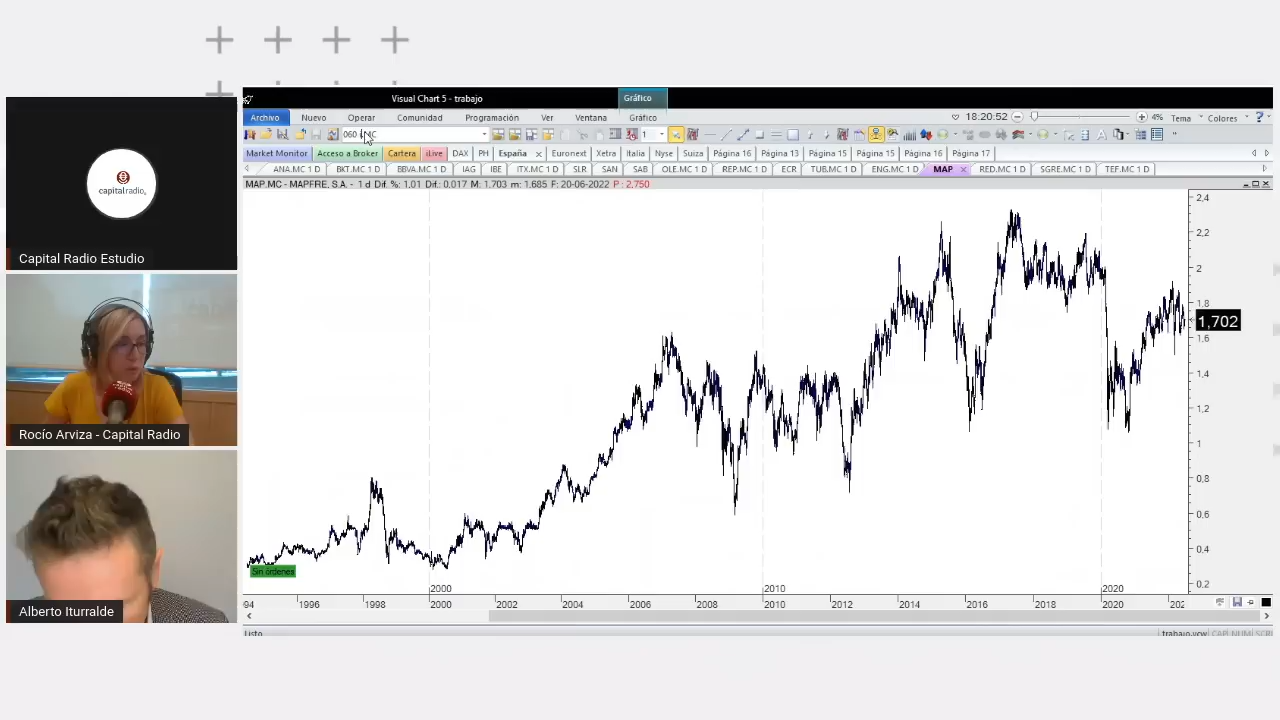 Visual Chart 5 - trabajo
Gráfico
Archivo Nuevo Operar Comunidad Programación Ver Ventana Gráfico
18:20:52 4% Tema Colores
1
Market Monitor Acceso a Broker Cartera iLive DAX PH España Euronext Xetra Italia Nyse Suiza Página 16 Página 13 Página 15 Página 15 Página 16 Página 17
ANA.MC 1 D BKT.MC 1 D BBVA.MC 1 D IAG IBE ITX.MC 1 D SLR SAN SAB OLE.MC 1 D REP.MC 1 D ECR TUB.MC 1 D ENG.MC 1 D MAP RED.MC 1 D SGRE.MC 1 D TEF.MC 1 D
MAP.MC - MAPFRE, S.A. - 1 d Dif. %: 1,01 Dif.: 0.017 M: 1.703 m: 1,685 F: 20-06-2022 P : 2,750
2,4
2,2
2
1,8
1,702
1,6
1,4
1,2
1
0,8
0,6
0,4
0,2
Sin órdenes
2000 2010 2020
94 1996 1998 2000 2002 2004 2006 2008 2010 2012 2014 2016 2018 2020 202
Listo
trabajo.vcw CAP NUM SCRL
capitalradio,
Capital Radio Estudio
Rocío Arviza - Capital Radio
Alberto Iturralde